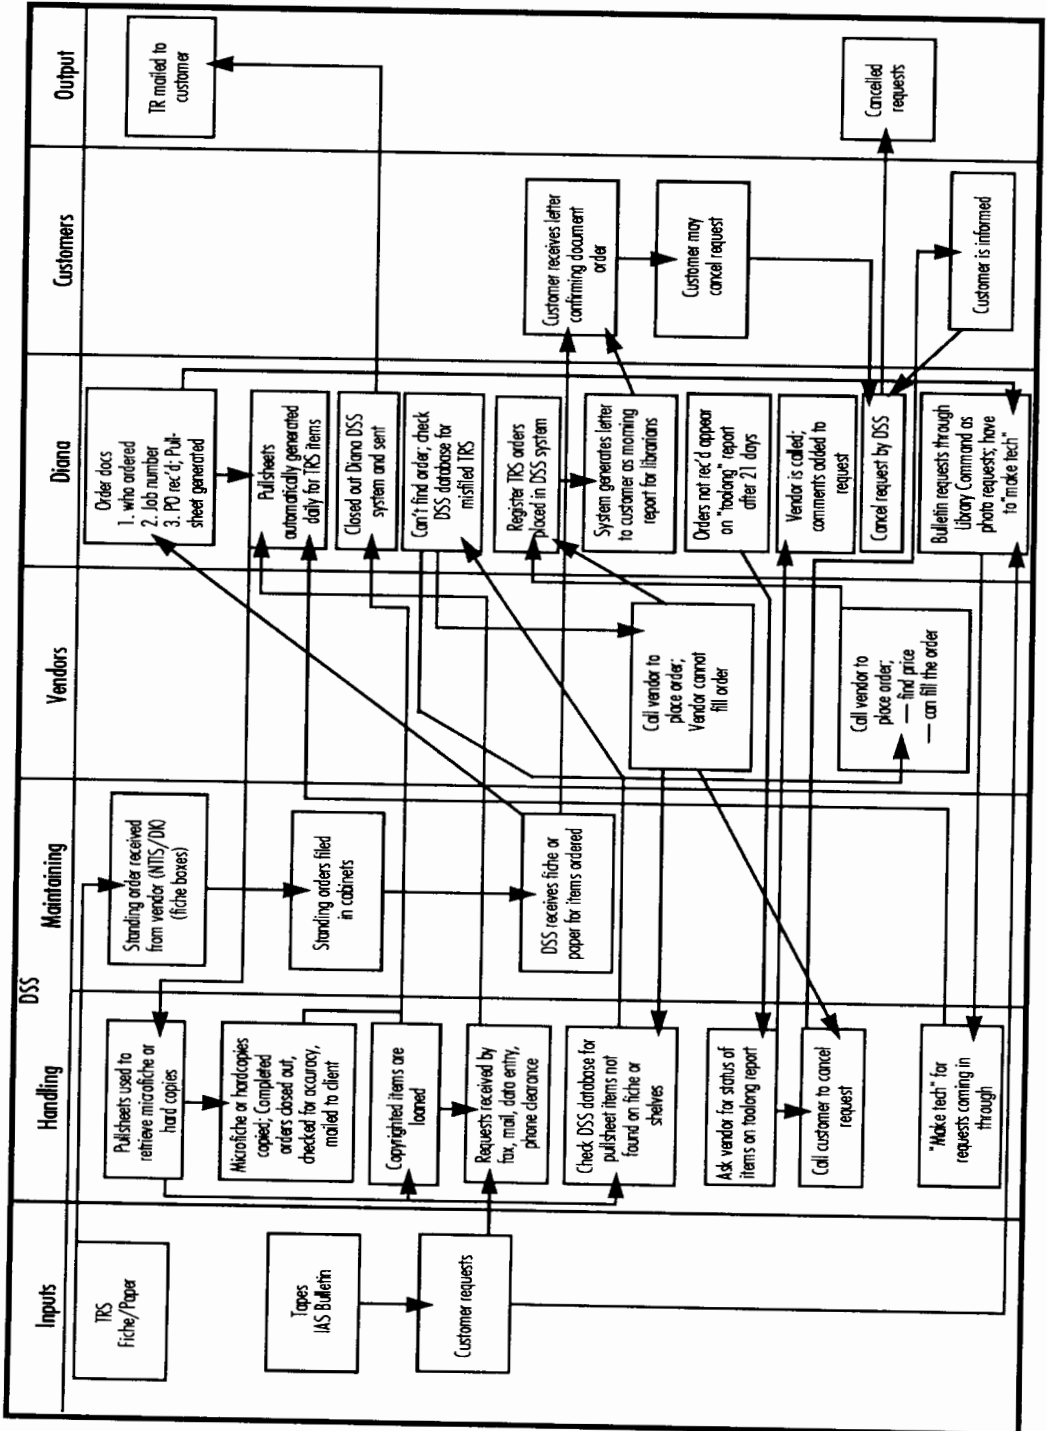 Inputs
DSS
Handling
Maintaining
Vendors
Diana
Customers
Output
TRS
Fiche/Paper
Tapes
IAS Bulletin
Customer requests
Pullsheets used to
retrieve microfiche or
hard copies
Microfiche or hardcopies
copied; Completed
orders closed out,
checked for accuracy,
mailed to client
Copyrighted items are
loaned
Requests received by
fax, mail, data entry,
phone clearance
Check DSS database for
pullsheet items not
found on fiche or
shelves
Ask vendor for status of
items on toolong report
Call customer to cancel
request
"Make tech" for
requests coming in
through
Standing order received
from vendor (NTIS/DK)
(fiche boxes)
Standing orders filed
in cabinets
DSS receives fiche or
paper for items ordered
Call vendor to
place order;
Vendor cannot
fill order
Call vendor to
place order;
— find price
— can fill the order
Order docs
1. who ordered
2. Job number
3. PO rec'd; Pull-
sheet generated
Pullsheets
automatically generated
daily for TRS items
Closed out Diana DSS
system and sent
Can't find order; check
DSS database for
misfiled TRS
Register TRS orders
placed in DSS system
System generates letter
to customer as morning
report for librarians
Orders not rec'd appear
on "toolong" report
after 21 days
Vendor is called;
comments added to
request
Cancel request by DSS
Bulletin requests through
Library Command as
photo requests; have
to "make tech"
Customer receives letter
confirming document
order
Customer may
cancel request
Customer is informed
TR mailed to
customer
Cancelled
requests